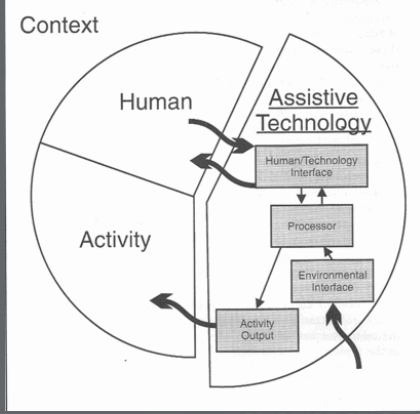 Context
Human
Assistive
Technology
Human/Technology
Interface
Processor
Activity
Environmental
Interface
Activity
Output